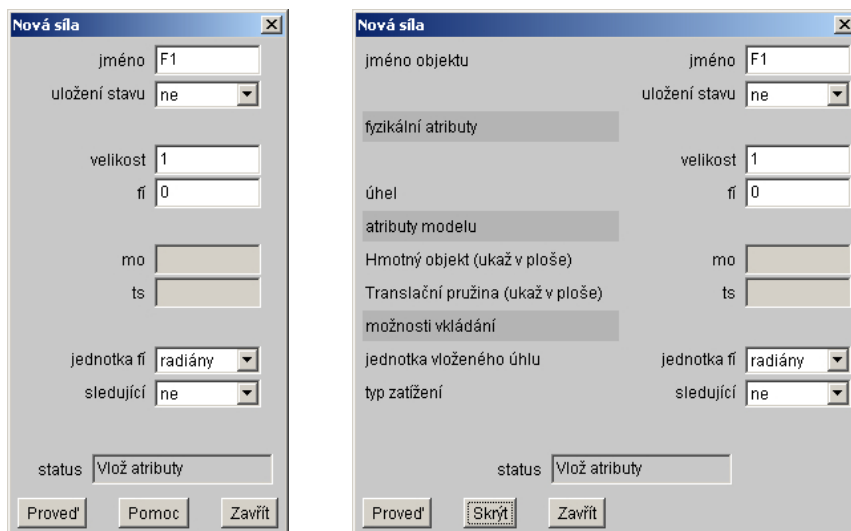 Nová síla
jméno F1
uložení stavu ne
velikost 1
fí 0
mo
ts
jednotka fí radiány
sledující ne
status Vlož atributy
Proveď Pomoc Zavřít
Nová síla
jméno objektu jméno F1
uložení stavu ne
fyzikální atributy
velikost 1
úhel fí 0
atributy modelu
Hmotný objekt (ukaž v ploše) mo
Translační pružina (ukaž v ploše) ts
možnosti vkládání
jednotka vloženého úhlu jednotka fí radiány
typ zatížení sledující ne
status Vlož atributy
Proveď Skrýt Zavřít